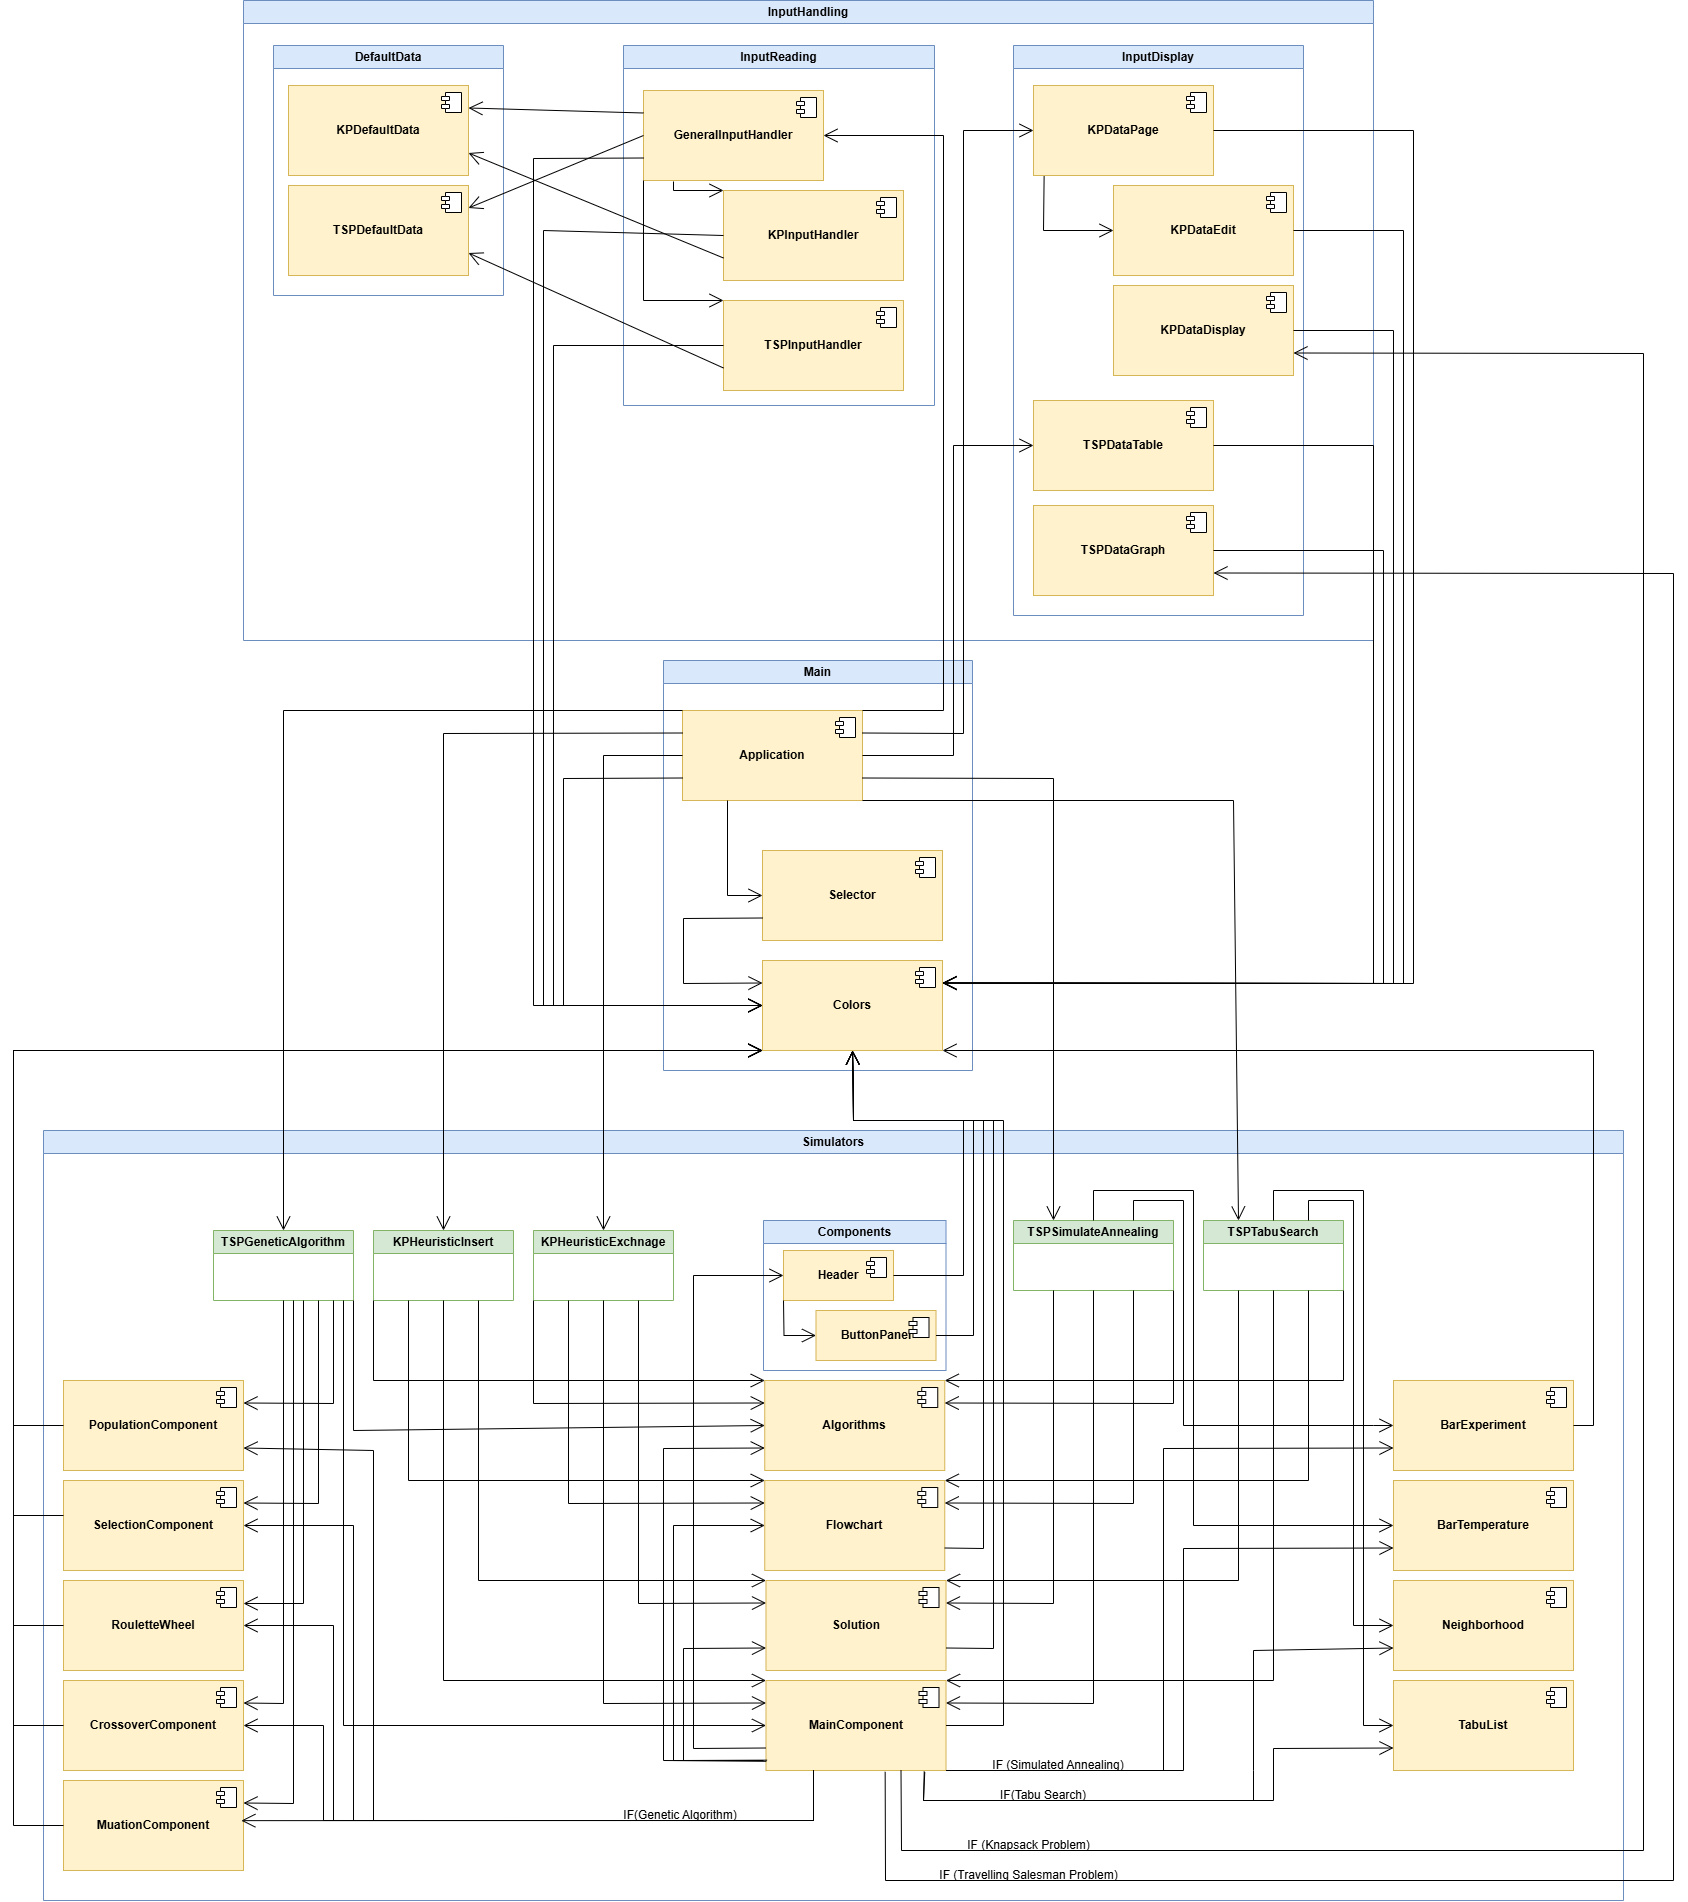 InputHandling
DefaultData
InputReading
InputDisplay
KPDefaultData
GeneralInputHandler
KPDataPage
TSPDefaultData
KPInputHandler
KPDataEdit
TSPInputHandler
KPDataDisplay
TSPDataTable
TSPDataGraph
Main
Application
Selector
Colors
Simulators
TSPGeneticAlgorithm
KPHeuristicInsert
KPHeuristicExchnage
Components
TSPSimulateAnnealing
TSPTabuSearch
Header
ButtonPanel
PopulationComponent
Algorithms
BarExperiment
SelectionComponent
Flowchart
BarTemperature
RouletteWheel
Solution
Neighborhood
CrossoverComponent
MainComponent
TabuList
IF (Simulated Annealing)
IF(Tabu Search)
IF(Genetic Algorithm)
MuationComponent
IF (Knapsack Problem)
IF (Travelling Salesman Problem)